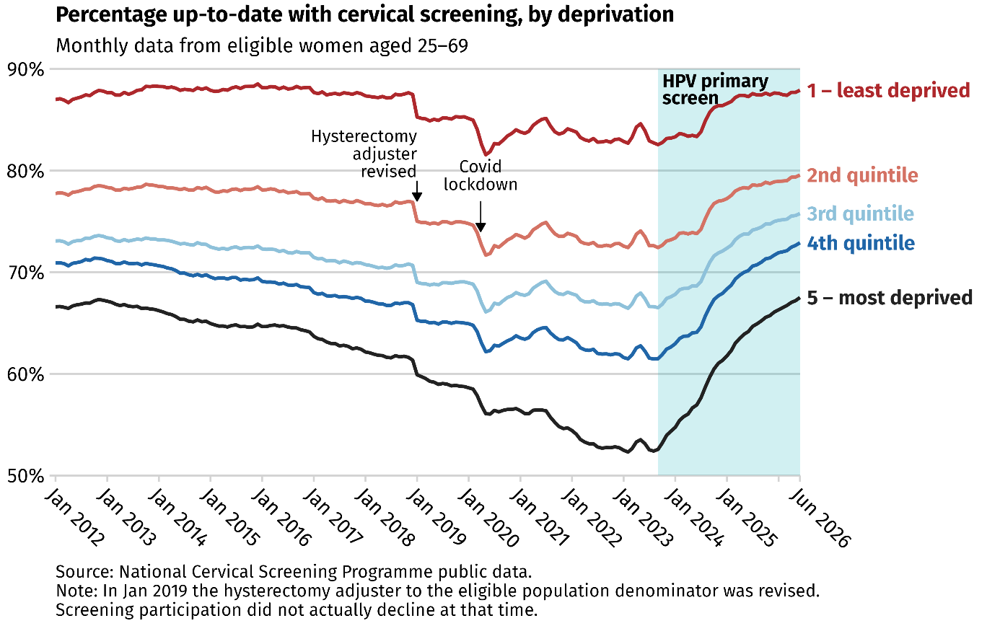 Percentage up-to-date with cervical screening, by deprivation
Monthly data from eligible women aged 25–69
90%
80%
70%
60%
50%
HPV primary
screen
Hysterectomy
adjuster
revised
Covid
lockdown
1 – least deprived
2nd quintile
3rd quintile
4th quintile
5 – most deprived
Jan 2012
Jan 2013
Jan 2014
Jan 2015
Jan 2016
Jan 2017
Jan 2018
Jan 2019
Jan 2020
Jan 2021
Jan 2022
Jan 2023
Jan 2024
Jan 2025
Jun 2026
Source: National Cervical Screening Programme public data.
Note: In Jan 2019 the hysterectomy adjuster to the eligible population denominator was revised.
Screening participation did not actually decline at that time.